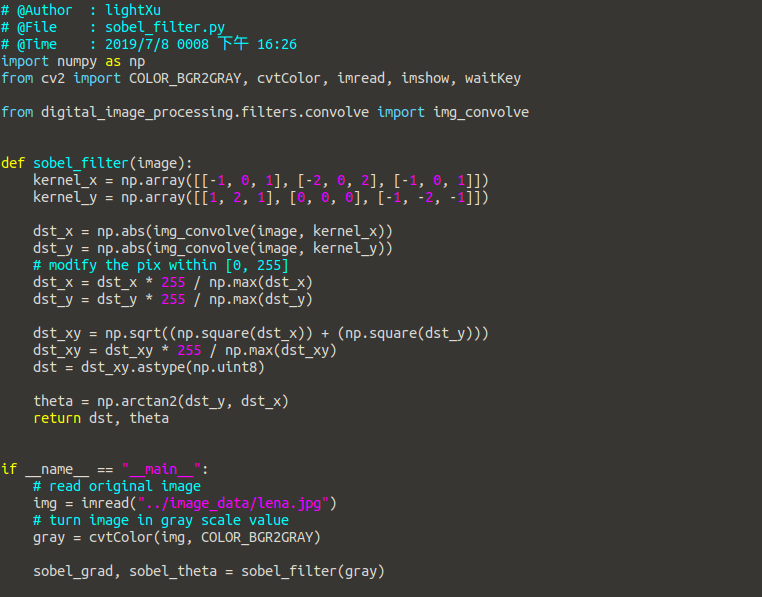 # @Author  : lightXu
# @File    : sobel_filter.py
# @Time    : 2019/7/8 0008 下午 16:26
import numpy as np
from cv2 import COLOR_BGR2GRAY, cvtColor, imread, imshow, waitKey

from digital_image_processing.filters.convolve import img_convolve


def sobel_filter(image):
    kernel_x = np.array([[-1, 0, 1], [-2, 0, 2], [-1, 0, 1]])
    kernel_y = np.array([[1, 2, 1], [0, 0, 0], [-1, -2, -1]])

    dst_x = np.abs(img_convolve(image, kernel_x))
    dst_y = np.abs(img_convolve(image, kernel_y))
    # modify the pix within [0, 255]
    dst_x = dst_x * 255 / np.max(dst_x)
    dst_y = dst_y * 255 / np.max(dst_y)

    dst_xy = np.sqrt((np.square(dst_x)) + (np.square(dst_y)))
    dst_xy = dst_xy * 255 / np.max(dst_xy)
    dst = dst_xy.astype(np.uint8)

    theta = np.arctan2(dst_y, dst_x)
    return dst, theta


if __name__ == "__main__":
    # read original image
    img = imread("../image_data/lena.jpg")
    # turn image in gray scale value
    gray = cvtColor(img, COLOR_BGR2GRAY)

    sobel_grad, sobel_theta = sobel_filter(gray)